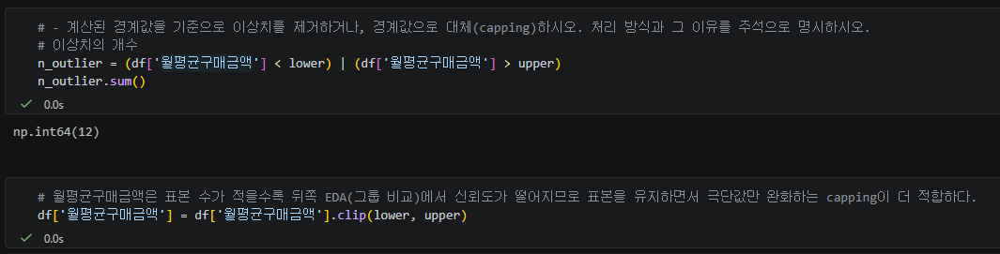 # - 계산된 경계값을 기준으로 이상치를 제거하거나, 경계값으로 대체(capping)하시오. 처리 방식과 그 이유를 주석으로 명시하시오.
# 이상치의 개수
n_outlier = (df['월평균구매금액'] < lower) | (df['월평균구매금액'] > upper)
n_outlier.sum()
✓ 0.0s
np.int64(12)
# 월평균구매금액은 표본 수가 적을수록 뒤쪽 EDA(그룹 비교)에서 신뢰도가 떨어지므로 표본을 유지하면서 극단값만 완화하는 capping이 더 적합하다.
df['월평균구매금액'] = df['월평균구매금액'].clip(lower, upper)
✓ 0.0s